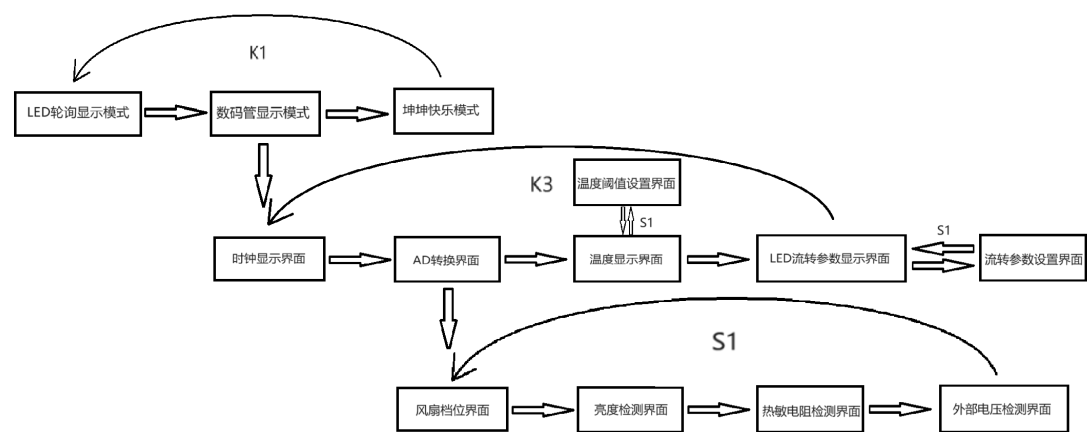 K1
LED轮询显示模式
数码管显示模式
坤坤快乐模式
K3
温度阈值设置界面
S1
S1
时钟显示界面
AD转换界面
温度显示界面
LED流转参数显示界面
流转参数设置界面
S1
风扇档位界面
亮度检测界面
热敏电阻检测界面
外部电压检测界面